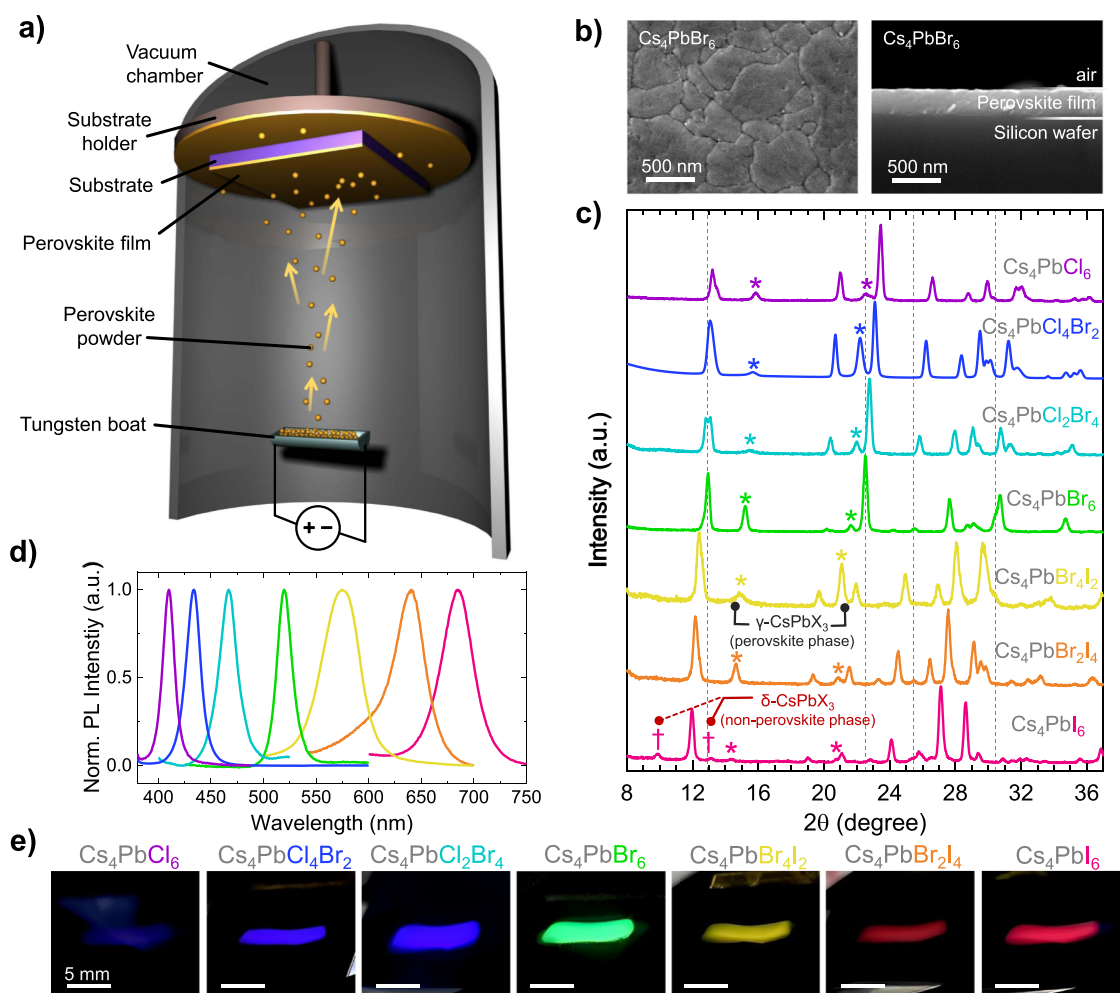 a)
Vacuum
chamber
Substrate
holder
Substrate
Perovskite film
Perovskite
powder
Tungsten boat
+ −
b)
Cs₄PbBr₆
500 nm
Cs₄PbBr₆
air
Perovskite film
Silicon wafer
500 nm
c)
Intensity (a.u.)
Cs₄PbCl₆
* *
Cs₄PbCl₄Br₂
* *
Cs₄PbCl₂Br₄
* *
Cs₄PbBr₆
* *
Cs₄PbBr₄I₂
* *
γ-CsPbX₃
(perovskite phase)
Cs₄PbBr₂I₄
* *
δ-CsPbX₃
(non-perovskite phase)
Cs₄PbI₆
† † * *
8 12 16 20 24 28 32 36
2θ (degree)
d)
Norm. PL Intenstiy (a.u.)
1.0
0.5
0.0
400 450 500 550 600 650 700 750
Wavelength (nm)
e)
Cs₄PbCl₆ Cs₄PbCl₄Br₂ Cs₄PbCl₂Br₄ Cs₄PbBr₆ Cs₄PbBr₄I₂ Cs₄PbBr₂I₄ Cs₄PbI₆
5 mm